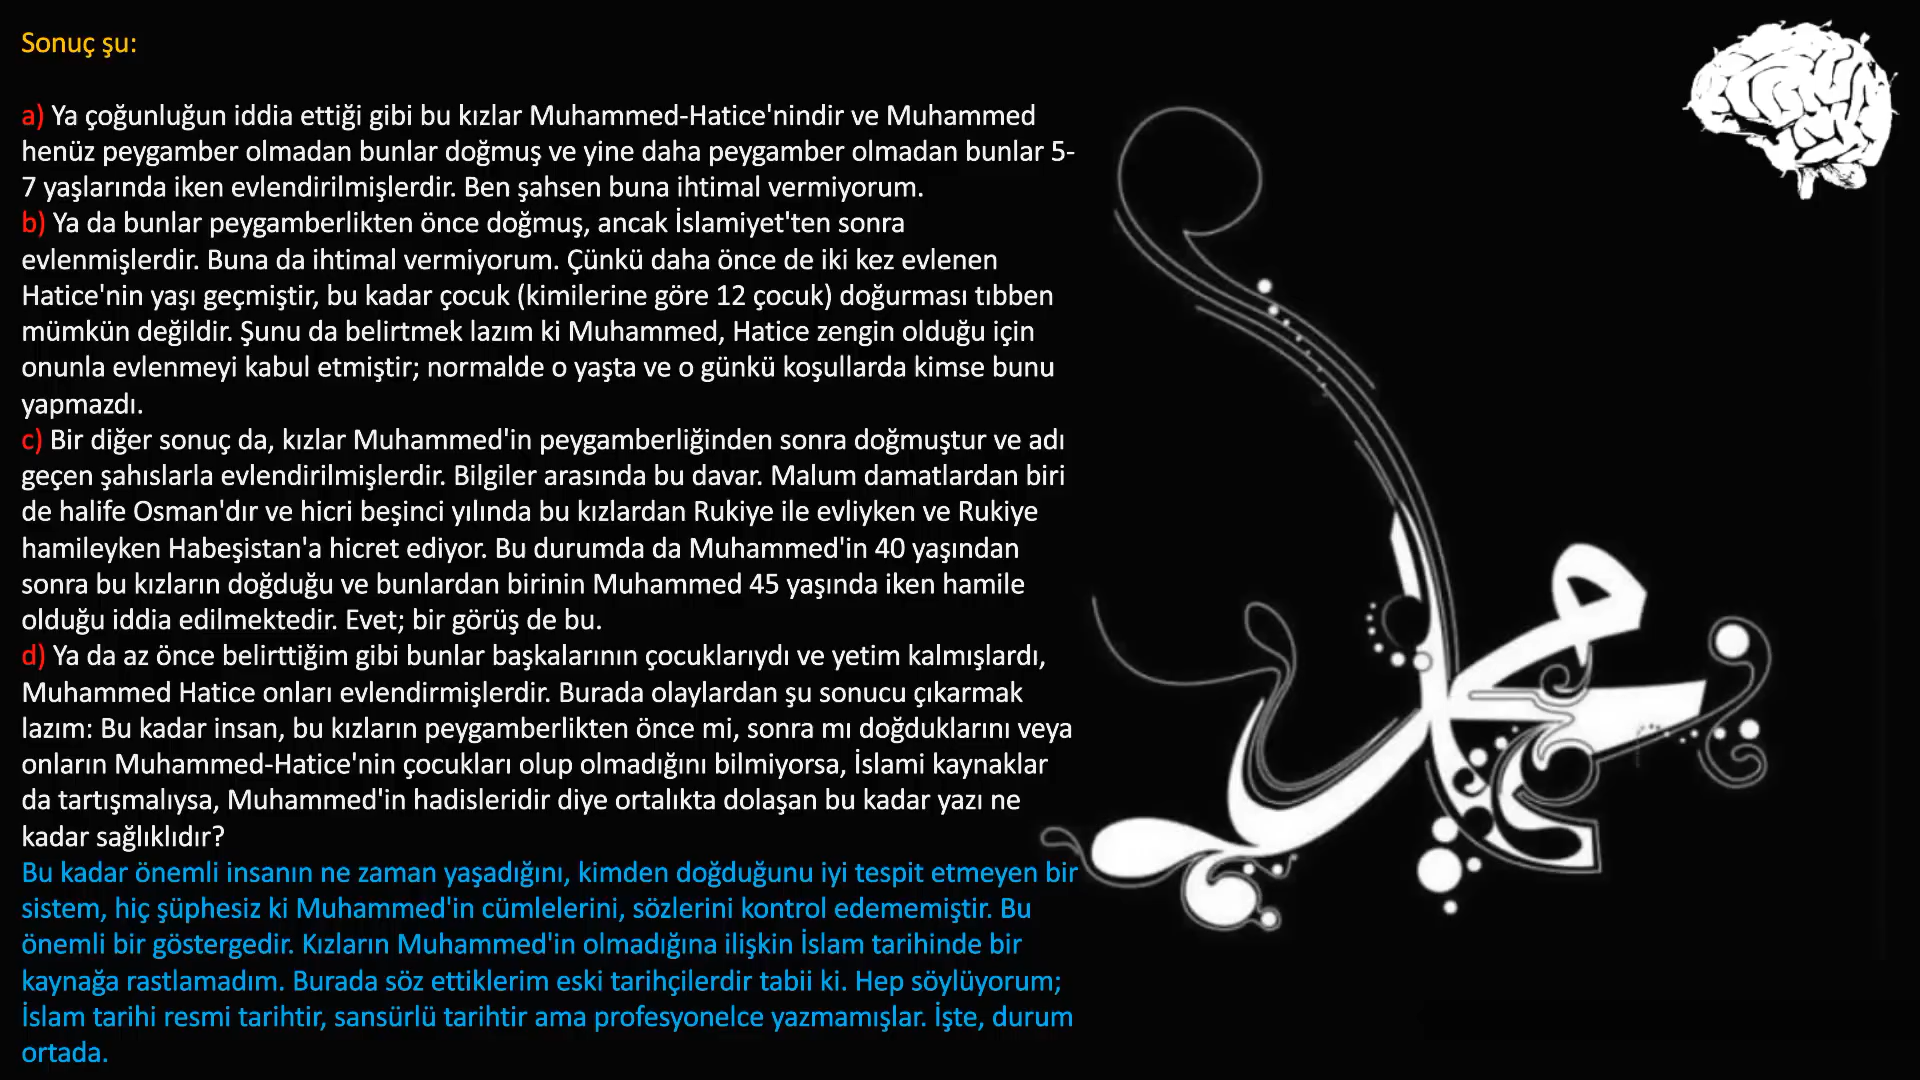 Sonuç şu:
a) Ya çoğunluğun iddia ettiği gibi bu kızlar Muhammed-Hatice'nindir ve Muhammed
henüz peygamber olmadan bunlar doğmuş ve yine daha peygamber olmadan bunlar 5-
7 yaşlarında iken evlendirilmişlerdir. Ben şahsen buna ihtimal vermiyorum.
b) Ya da bunlar peygamberlikten önce doğmuş, ancak İslamiyet'ten sonra
evlenmişlerdir. Buna da ihtimal vermiyorum. Çünkü daha önce de iki kez evlenen
Hatice'nin yaşı geçmiştir, bu kadar çocuk (kimilerine göre 12 çocuk) doğurması tıbben
mümkün değildir. Şunu da belirtmek lazım ki Muhammed, Hatice zengin olduğu için
onunla evlenmeyi kabul etmiştir; normalde o yaşta ve o günkü koşullarda kimse bunu
yapmazdı.
c) Bir diğer sonuç da, kızlar Muhammed'in peygamberliğinden sonra doğmuştur ve adı
geçen şahıslarla evlendirilmişlerdir. Bilgiler arasında bu davar. Malum damatlardan biri
de halife Osman'dır ve hicri beşinci yılında bu kızlardan Rukiye ile evliyken ve Rukiye
hamileyken Habeşistan'a hicret ediyor. Bu durumda da Muhammed'in 40 yaşından
sonra bu kızların doğduğu ve bunlardan birinin Muhammed 45 yaşında iken hamile
olduğu iddia edilmektedir. Evet; bir görüş de bu.
d) Ya da az önce belirttiğim gibi bunlar başkalarının çocuklarıydı ve yetim kalmışlardı,
Muhammed Hatice onları evlendirmişlerdir. Burada olaylardan şu sonucu çıkarmak
lazım: Bu kadar insan, bu kızların peygamberlikten önce mi, sonra mı doğduklarını veya
onların Muhammed-Hatice'nin çocukları olup olmadığını bilmiyorsa, İslami kaynaklar
da tartışmalıysa, Muhammed'in hadisleridir diye ortalıkta dolaşan bu kadar yazı ne
kadar sağlıklıdır?
Bu kadar önemli insanın ne zaman yaşadığını, kimden doğduğunu iyi tespit etmeyen bir
sistem, hiç şüphesiz ki Muhammed'in cümlelerini, sözlerini kontrol edememiştir. Bu
önemli bir göstergedir. Kızların Muhammed'in olmadığına ilişkin İslam tarihinde bir
kaynağa rastlamadım. Burada söz ettiklerim eski tarihçilerdir tabii ki. Hep söylüyorum;
İslam tarihi resmi tarihtir, sansürlü tarihtir ama profesyonelce yazmamışlar. İşte, durum
ortada.
محمد